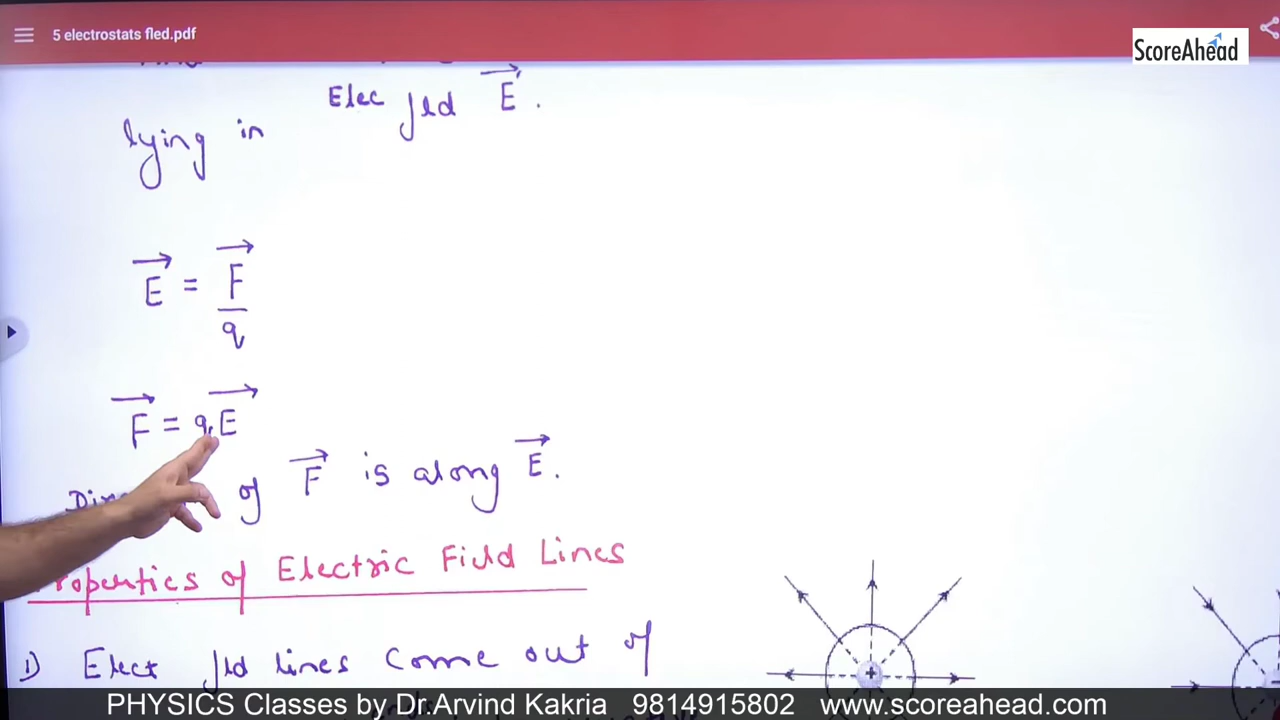 5 electrostats fled.pdf
ScoreAhead
Elec fld E.
lying in
E = F
q
F = qE
of F is along E.
Properties of Electric Field Lines
1) Elect fld lines come out of
+
PHYSICS Classes by Dr.Arvind Kakria 9814915802 www.scoreahead.com